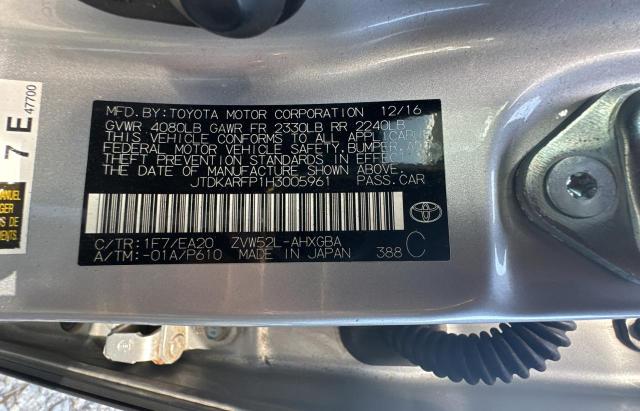 MFD. BY: TOYOTA MOTOR CORPORATION 12/16
GVWR 4080LB GAWR FR 2330LB RR 2240LB
THIS VEHICLE CONFORMS TO ALL APPLICABLE
FEDERAL MOTOR VEHICLE SAFETY, BUMPER,
THEFT PREVENTION STANDARDS IN EFFECT
THE DATE OF MANUFACTURE SHOWN ABOVE.
JTDKARFP1H3005961 PASS.CAR
C/TR: 1F7/EA20 ZVW52L-AHXGBA
A/TM: -01A/P610 MADE IN JAPAN 388 C
7 E 47700